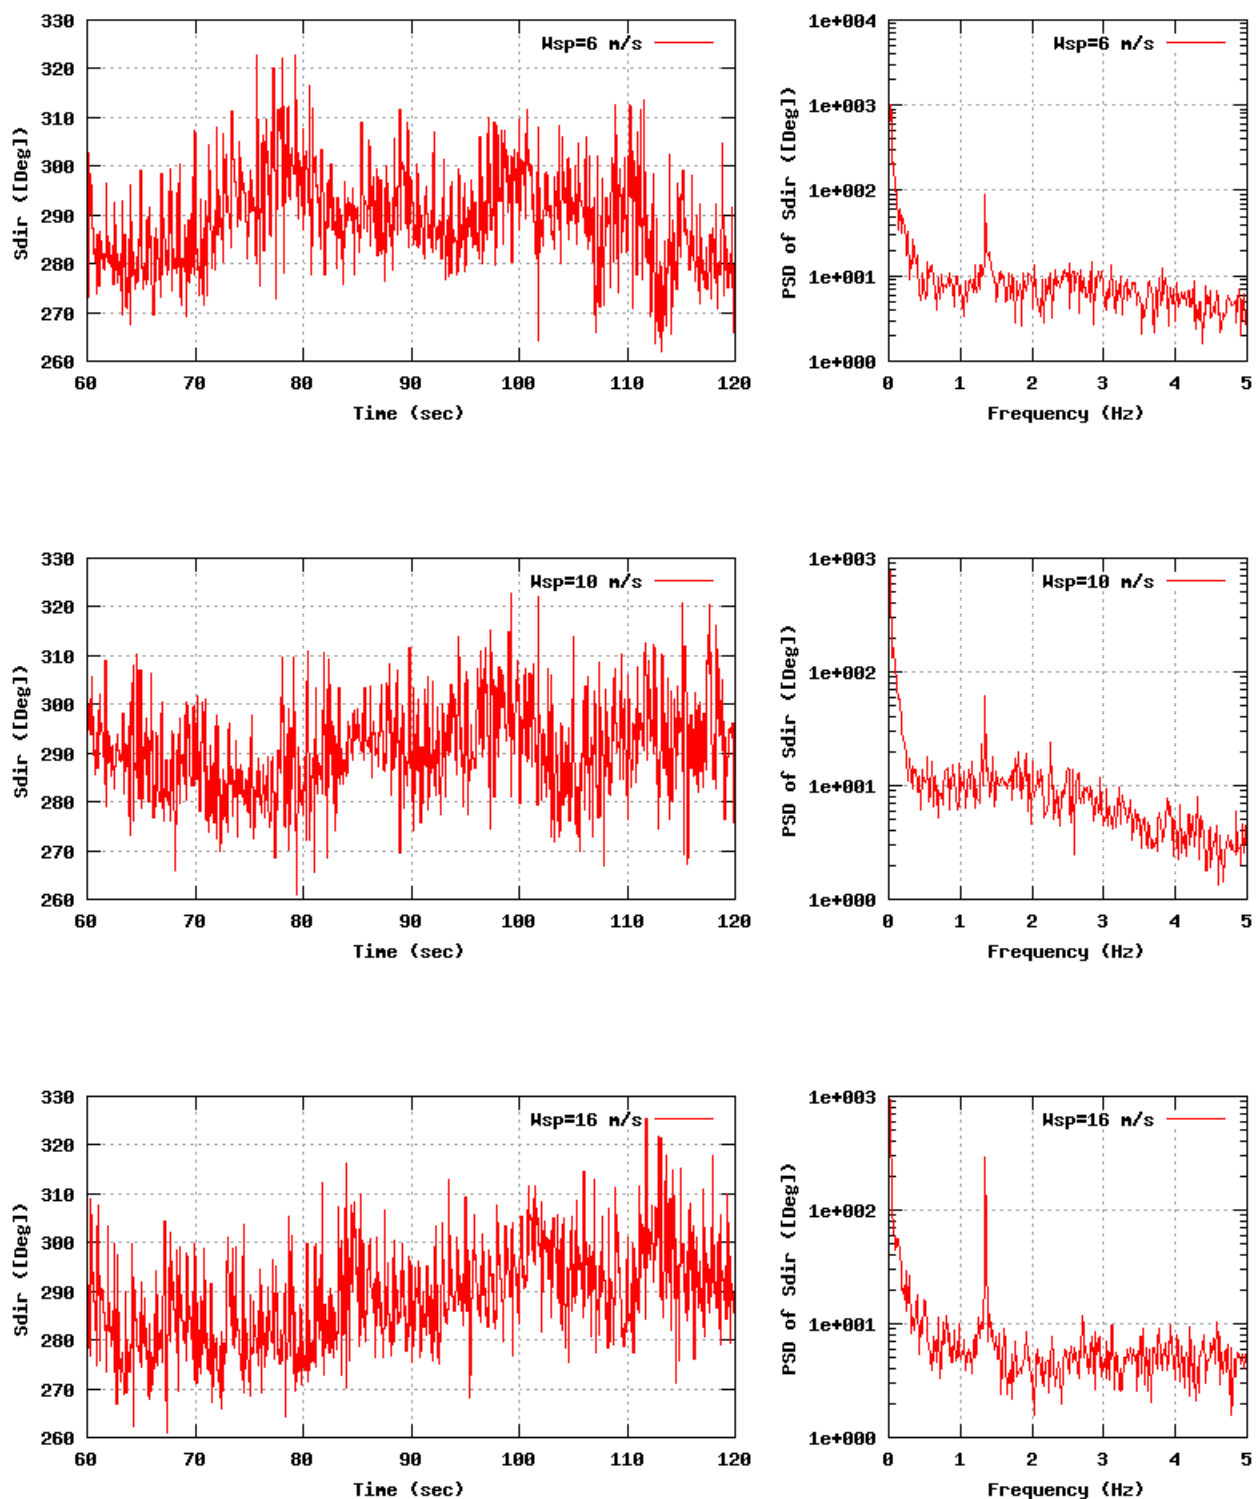 330
320
310
300
290
280
270
260
Sdir ([Deg])
Wsp=6 m/s
60 70 80 90 100 110 120
Time (sec)
1e+004
1e+003
1e+002
1e+001
1e+000
PSD of Sdir ([Deg])
Wsp=6 m/s
0 1 2 3 4 5
Frequency (Hz)
330
320
310
300
290
280
270
260
Sdir ([Deg])
Wsp=10 m/s
60 70 80 90 100 110 120
Time (sec)
1e+003
1e+002
1e+001
1e+000
PSD of Sdir ([Deg])
Wsp=10 m/s
0 1 2 3 4 5
Frequency (Hz)
330
320
310
300
290
280
270
260
Sdir ([Deg])
Wsp=16 m/s
60 70 80 90 100 110 120
Time (sec)
1e+003
1e+002
1e+001
1e+000
PSD of Sdir ([Deg])
Wsp=16 m/s
0 1 2 3 4 5
Frequency (Hz)